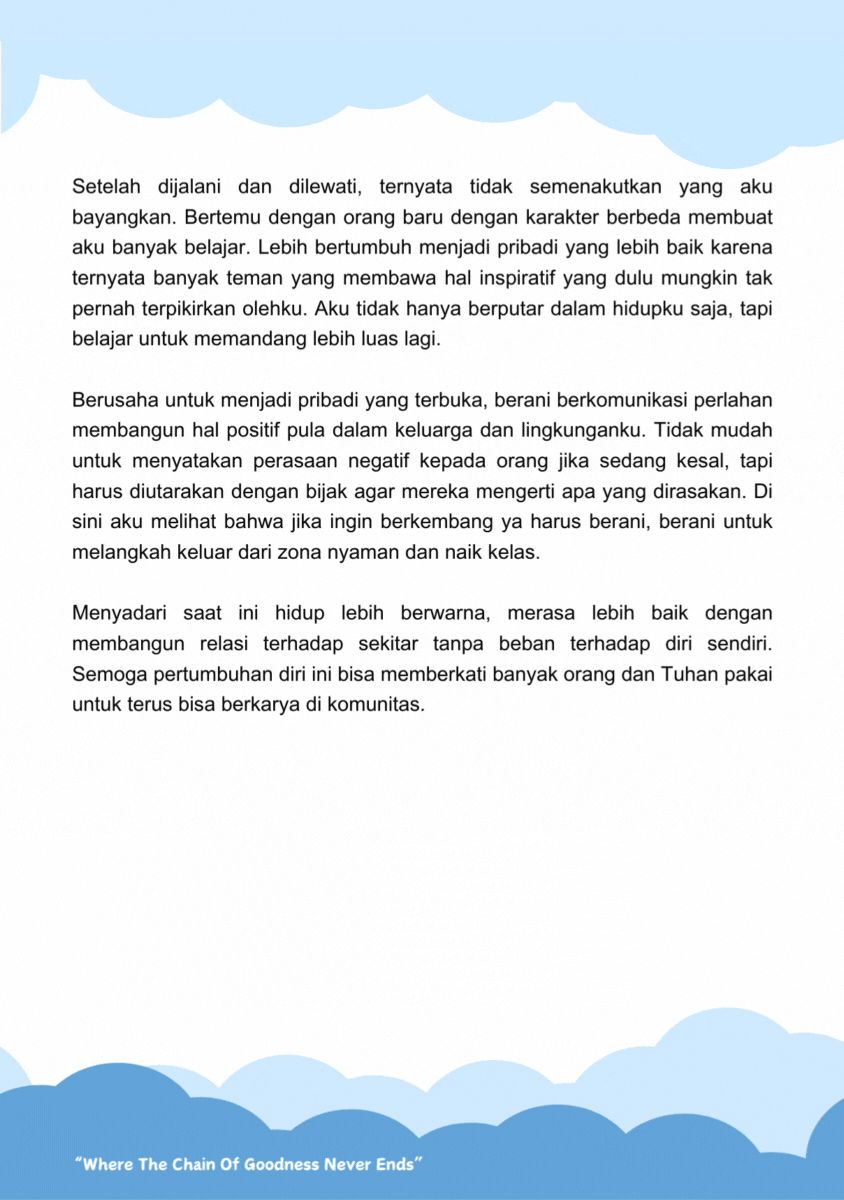 Setelah dijalani dan dilewati, ternyata tidak semenakutkan yang aku
bayangkan. Bertemu dengan orang baru dengan karakter berbeda membuat
aku banyak belajar. Lebih bertumbuh menjadi pribadi yang lebih baik karena
ternyata banyak teman yang membawa hal inspiratif yang dulu mungkin tak
pernah terpikirkan olehku. Aku tidak hanya berputar dalam hidupku saja, tapi
belajar untuk memandang lebih luas lagi.
Berusaha untuk menjadi pribadi yang terbuka, berani berkomunikasi perlahan
membangun hal positif pula dalam keluarga dan lingkunganku. Tidak mudah
untuk menyatakan perasaan negatif kepada orang jika sedang kesal, tapi
harus diutarakan dengan bijak agar mereka mengerti apa yang dirasakan. Di
sini aku melihat bahwa jika ingin berkembang ya harus berani, berani untuk
melangkah keluar dari zona nyaman dan naik kelas.
Menyadari saat ini hidup lebih berwarna, merasa lebih baik dengan
membangun relasi terhadap sekitar tanpa beban terhadap diri sendiri.
Semoga pertumbuhan diri ini bisa memberkati banyak orang dan Tuhan pakai
untuk terus bisa berkarya di komunitas.
“Where The Chain Of Goodness Never Ends”